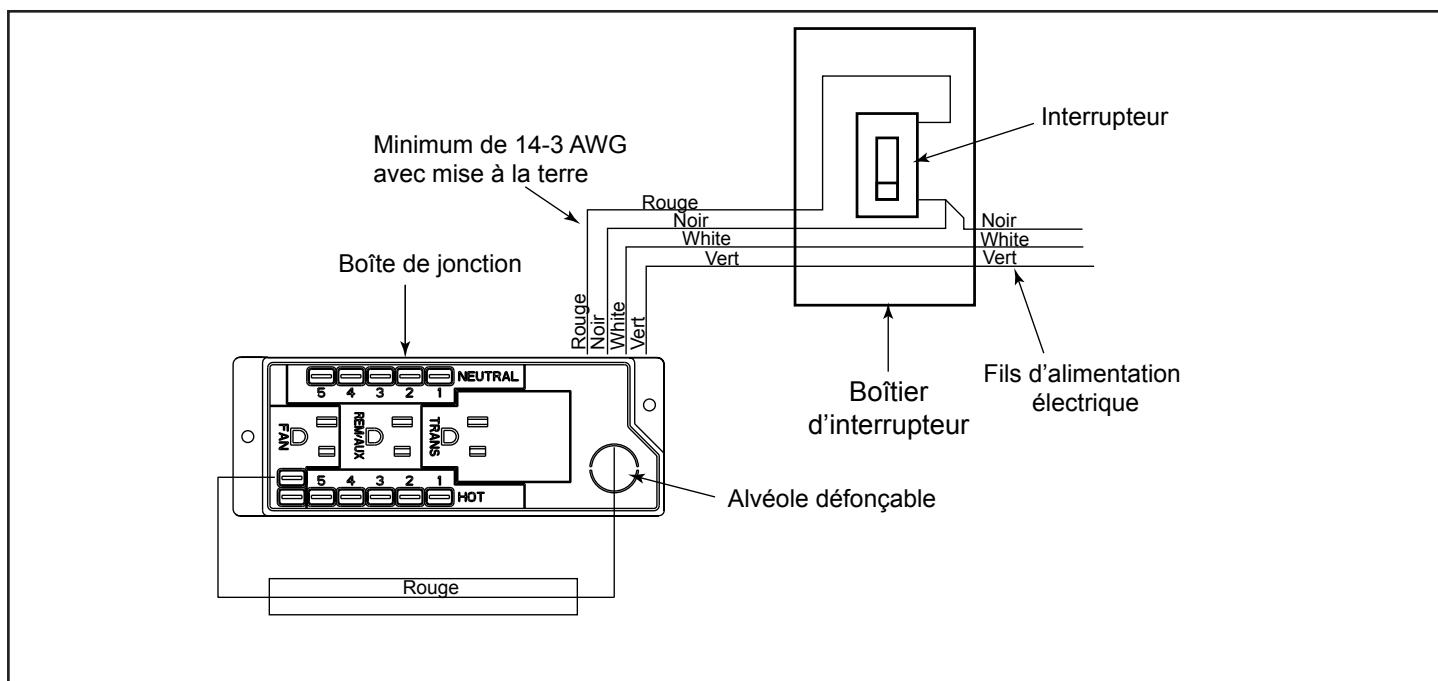 Interrupteur
Minimum de 14-3 AWG
avec mise à la terre
Rouge
Noir
White
Vert
Noir
White
Vert
Boîte de jonction
Rouge
Noir
White
Vert
Boîtier
d'interrupteur
Fils d'alimentation
électrique
NEUTRAL
5 4 3 2 1
FAN
REM/AUX
TRANS
5 4 3 2 1
HOT
Alvéole défonçable
Rouge